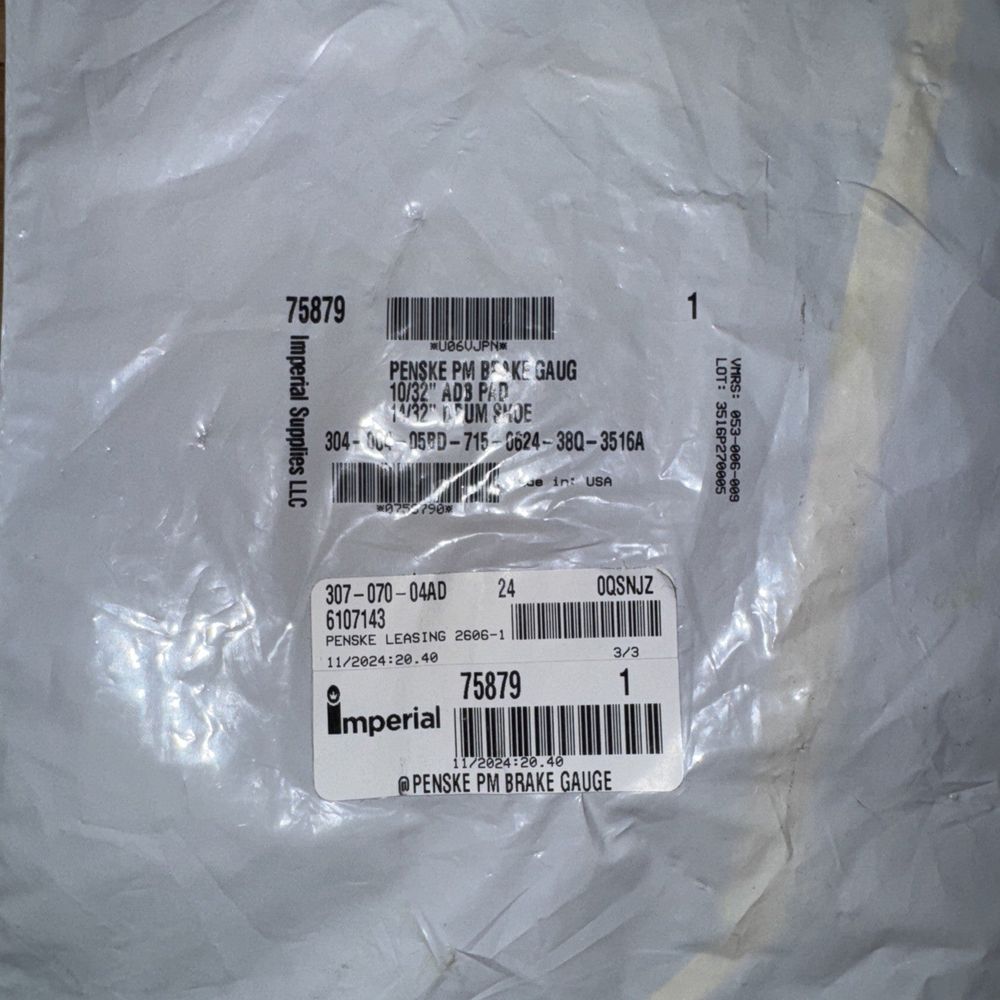 75879
1
*U06VJPN*
PENSKE PM BRAKE GAUG
10/32" ADB PAD
14/32" DRUM SHOE
304-004-05BD-715-0624-38Q-3516A
in: USA
Imperial Supplies LLC
VMRS: 053-006-009
LOT: 3516P270005
307-070-04AD 24 0QSNJZ
6107143
PENSKE LEASING 2606-1
11/2024:20.40 3/3
75879 1
imperial
11/2024:20.40
@PENSKE PM BRAKE GAUGE